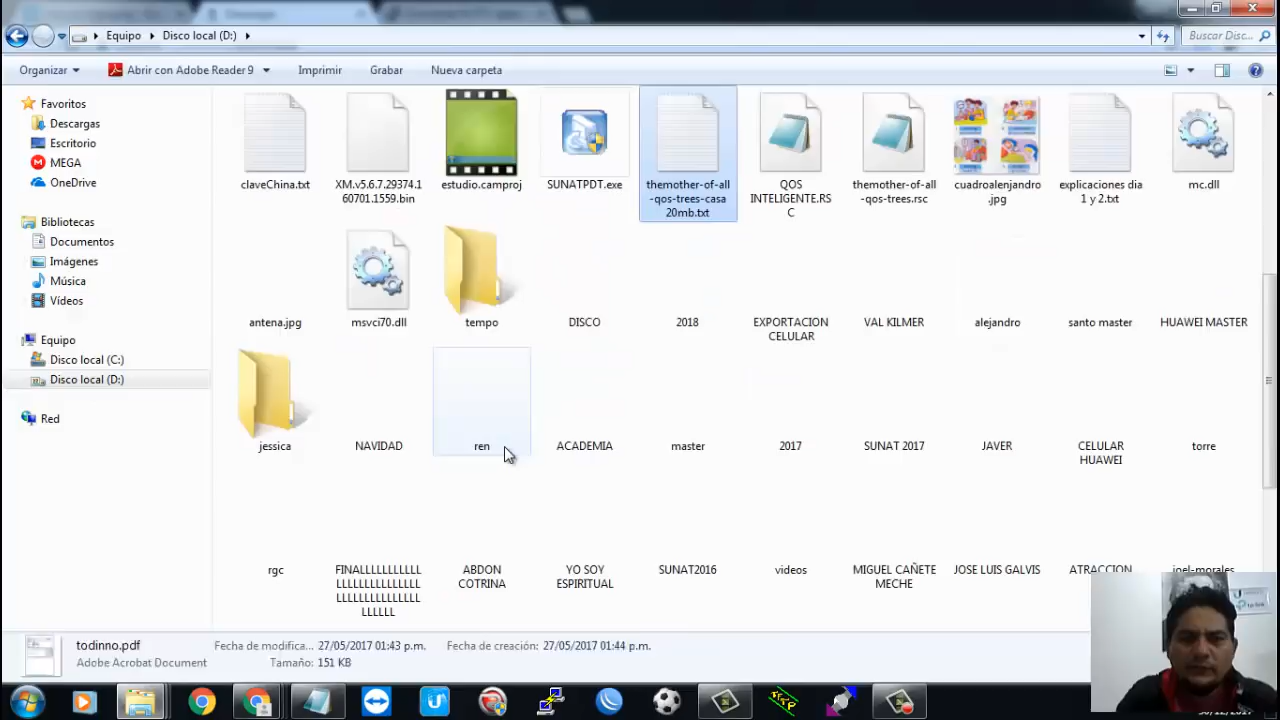 Equipo
Disco local (D:)
Buscar Disc...
Organizar
Abrir con Adobe Reader 9
Imprimir
Grabar
Nueva carpeta
Favoritos
Descargas
Escritorio
MEGA
OneDrive
Bibliotecas
Documentos
Imágenes
Música
Vídeos
Equipo
Disco local (C:)
Disco local (D:)
Red
claveChina.txt
XM.v5.6.7.29374.1
60701.1559.bin
estudio.camproj
SUNATPDT.exe
themother-of-all
-qos-trees-casa
20mb.txt
QOS
INTELIGENTE.RS
C
themother-of-all
-qos-trees.rsc
cuadroalenjandro
.jpg
explicaciones dia
1 y 2.txt
mc.dll
antena.jpg
msvci70.dll
tempo
DISCO
2018
EXPORTACION
CELULAR
VAL KILMER
alejandro
santo master
HUAWEI MASTER
jessica
NAVIDAD
ren
ACADEMIA
master
2017
SUNAT 2017
JAVER
CELULAR
HUAWEI
torre
rgc
FINALLLLLLLLLL
LLLLLLLLLLLLLLL
LLLLLLLLLLLLLLL
LLLLLL
ABDON
COTRINA
YO SOY
ESPIRITUAL
SUNAT2016
videos
MIGUEL CAÑETE
MECHE
JOSE LUIS GALVIS
ATRACCION
joel-morales
todinno.pdf
Adobe Acrobat Document
Fecha de modifica... 27/05/2017 01:43 p.m.
Tamaño: 151 KB
Fecha de creación: 27/05/2017 01:44 p.m.